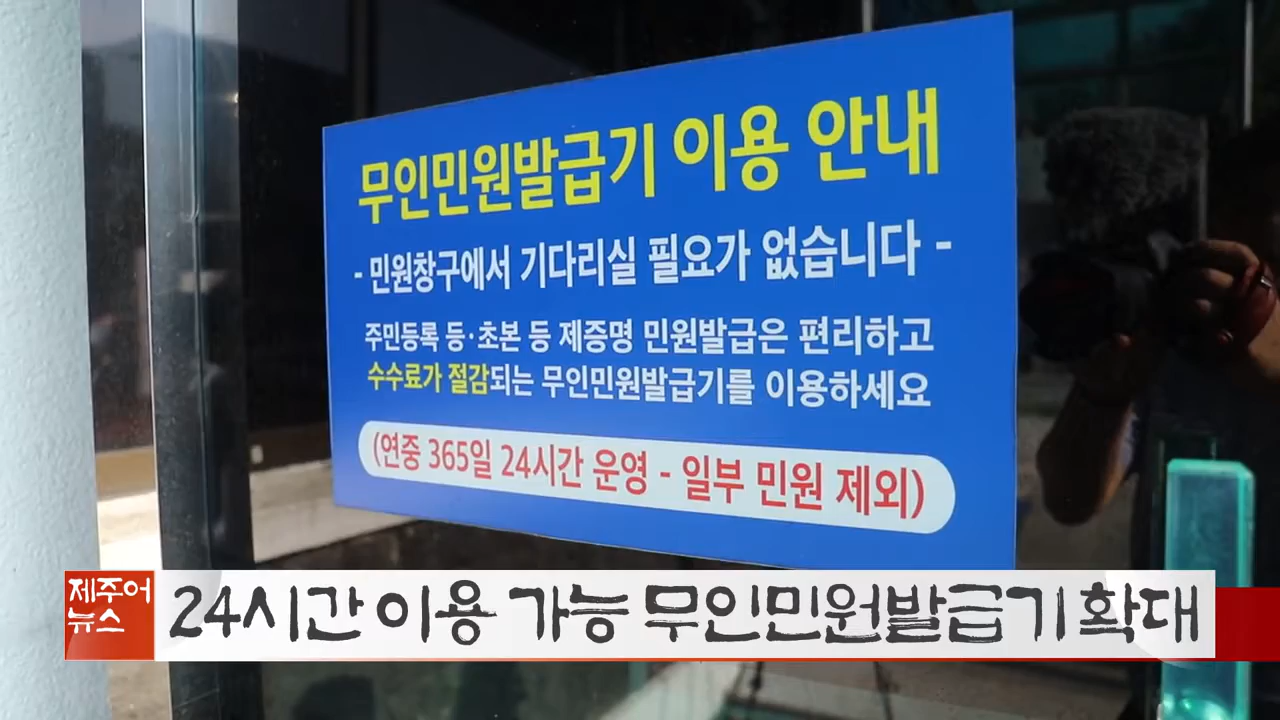 무인민원발급기 이용 안내
- 민원창구에서 기다리실 필요가 없습니다 -
주민등록 등·초본 등 제증명 민원발급은 편리하고
수수료가 절감되는 무인민원발급기를 이용하세요
(연중 365일 24시간 운영 - 일부 민원 제외)
제주어
뉴스
24시간 이용 가능 무인민원발급기 확대